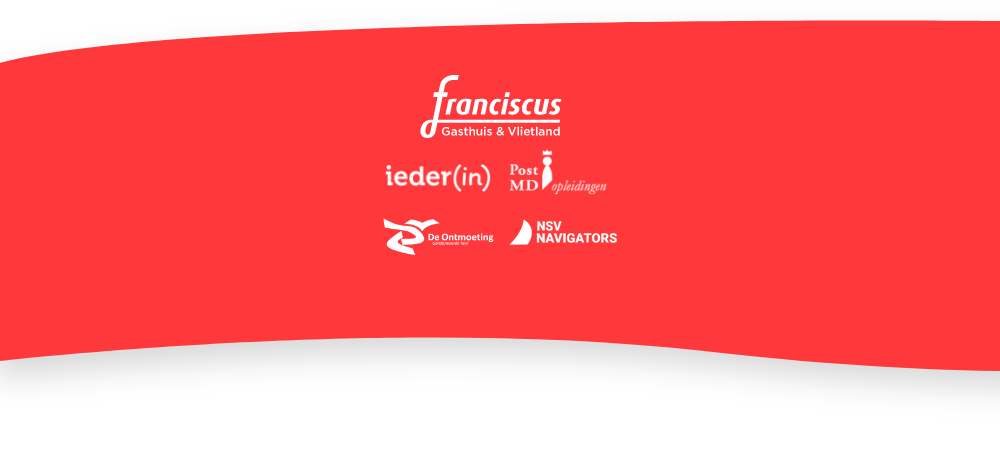 franciscus
Gasthuis & Vlietland
ieder(in)
Post
MD opleidingen
De Ontmoeting
NSV
NAVIGATORS